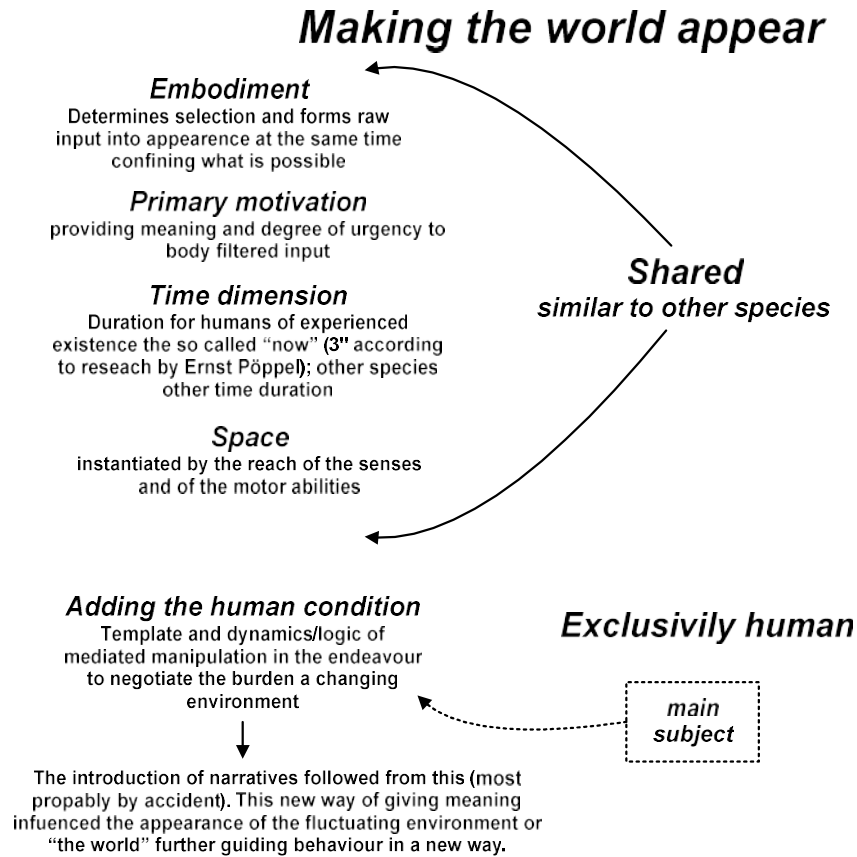 Making the world appear
Embodiment
Determines selection and forms raw
input into appearence at the same time
confining what is possible
Primary motivation
providing meaning and degree of urgency to
body filtered input
Time dimension
Duration for humans of experienced
existence the so called “now” (3" according
to reseach by Ernst Pöppel); other species
other time duration
Space
instantiated by the reach of the senses
and of the motor abilities
Shared
similar to other species
Adding the human condition
Template and dynamics/logic of
mediated manipulation in the endeavour
to negotiate the burden a changing
environment
Exclusivily human
main
subject
The introduction of narratives followed from this (most
propably by accident). This new way of giving meaning
infuenced the appearance of the fluctuating environment or
“the world” further guiding behaviour in a new way.